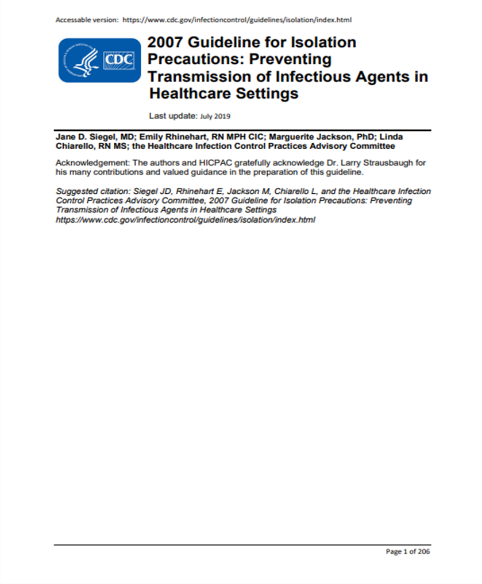 Accessable version: https://www.cdc.gov/infectioncontrol/guidelines/isolation/index.html
CDC
2007 Guideline for Isolation
Precautions: Preventing
Transmission of Infectious Agents in
Healthcare Settings
Last update: July 2019
Jane D. Siegel, MD; Emily Rhinehart, RN MPH CIC; Marguerite Jackson, PhD; Linda
Chiarello, RN MS; the Healthcare Infection Control Practices Advisory Committee
Acknowledgement: The authors and HICPAC gratefully acknowledge Dr. Larry Strausbaugh for
his many contributions and valued guidance in the preparation of this guideline.
Suggested citation: Siegel JD, Rhinehart E, Jackson M, Chiarello L, and the Healthcare Infection
Control Practices Advisory Committee, 2007 Guideline for Isolation Precautions: Preventing
Transmission of Infectious Agents in Healthcare Settings
https://www.cdc.gov/infectioncontrol/guidelines/isolation/index.html
Page 1 of 206